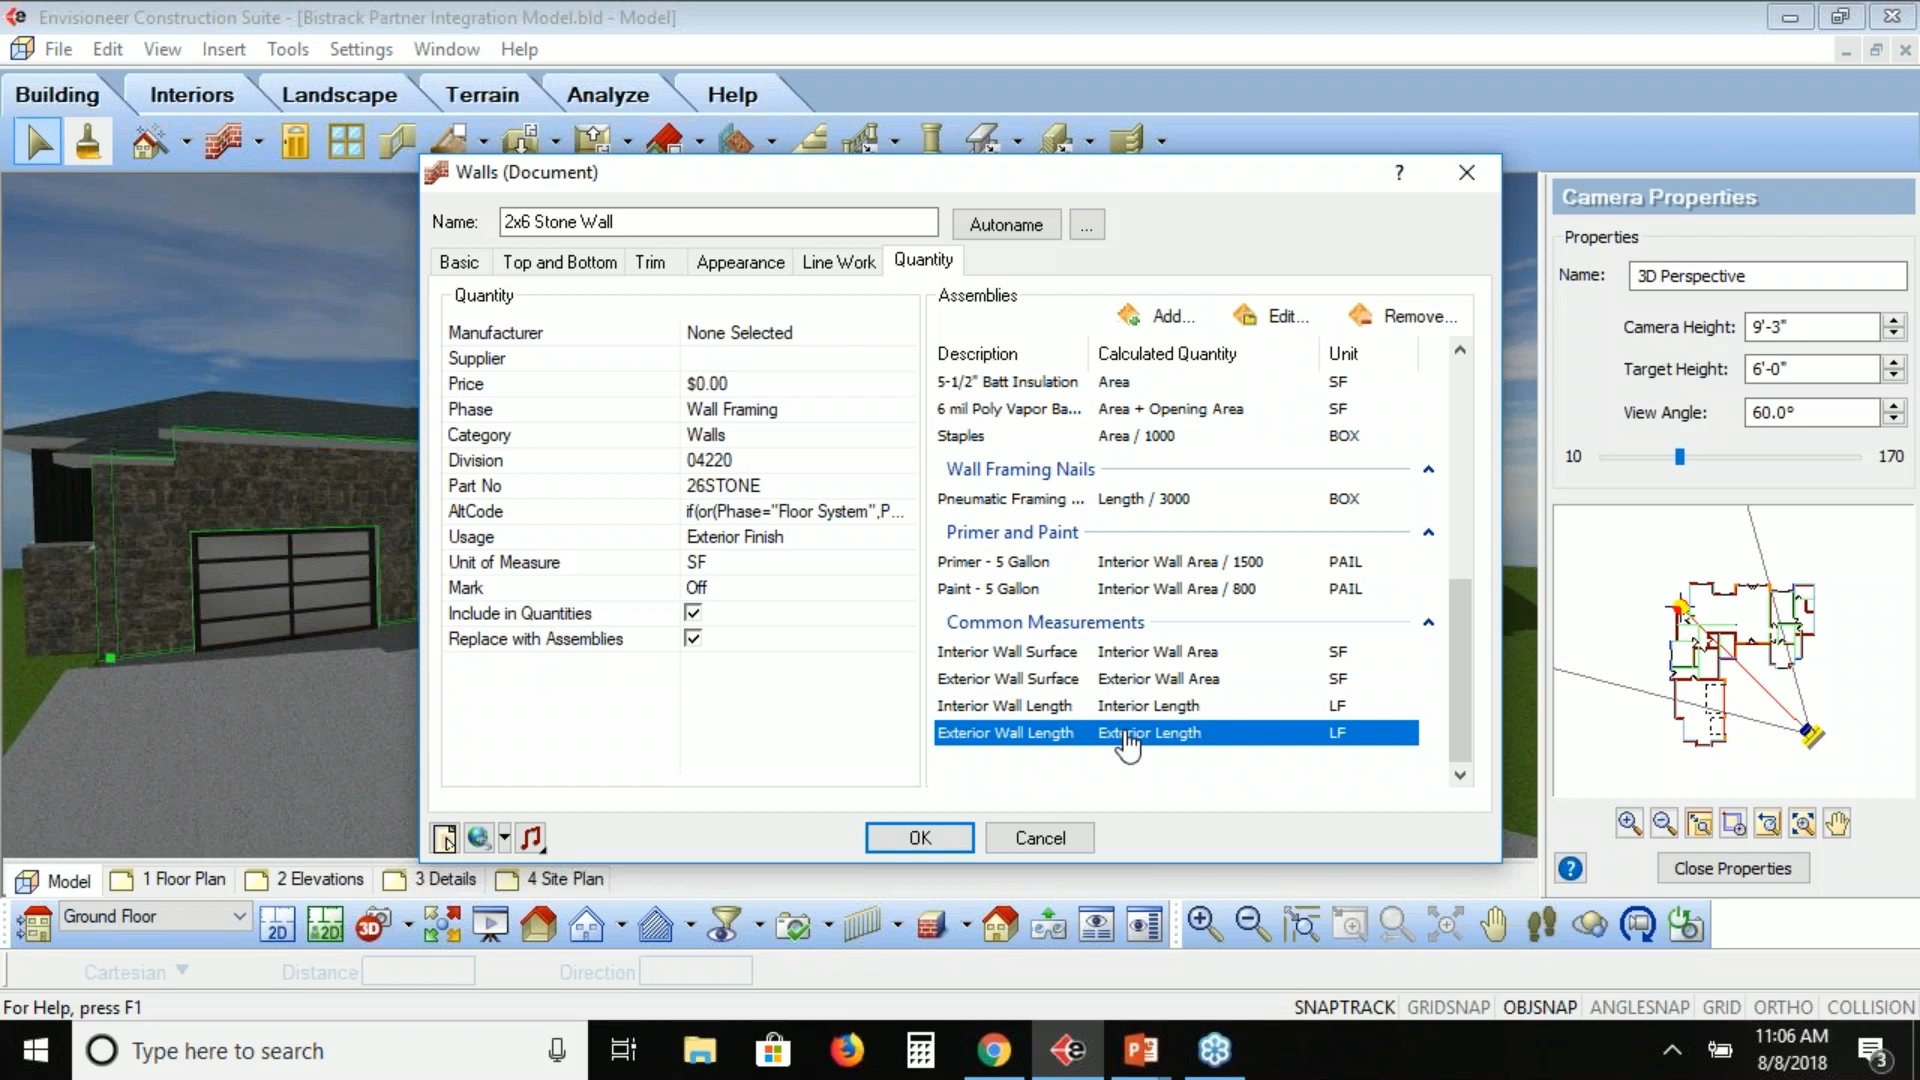 Envisioneer Construction Suite - [Bistrack Partner Integration Model.bld - Model]
File Edit View Insert Tools Settings Window Help
Building Interiors Landscape Terrain Analyze Help
Walls (Document)
?
Name: 2x6 Stone Wall Autoname ...
Basic Top and Bottom Trim Appearance Line Work Quantity
Quantity
Manufacturer None Selected
Supplier
Price $0.00
Phase Wall Framing
Category Walls
Division 04220
Part No 26STONE
AltCode if(or(Phase="Floor System",P...
Usage Exterior Finish
Unit of Measure SF
Mark Off
Include in Quantities
Replace with Assemblies
Assemblies
Add... Edit... Remove...
Description Calculated Quantity Unit
5-1/2" Batt Insulation Area SF
6 mil Poly Vapor Ba... Area + Opening Area SF
Staples Area / 1000 BOX
Wall Framing Nails
Pneumatic Framing ... Length / 3000 BOX
Primer and Paint
Primer - 5 Gallon Interior Wall Area / 1500 PAIL
Paint - 5 Gallon Interior Wall Area / 800 PAIL
Common Measurements
Interior Wall Surface Interior Wall Area SF
Exterior Wall Surface Exterior Wall Area SF
Interior Wall Length Interior Length LF
Exterior Wall Length Exterior Length LF
OK Cancel
Camera Properties
Properties
Name: 3D Perspective
Camera Height: 9'-3"
Target Height: 6'-0"
View Angle: 60.0°
10 170
? Close Properties
Model 1 Floor Plan 2 Elevations 3 Details 4 Site Plan
Ground Floor 2D 2D 3D
Cartesian Distance Direction
For Help, press F1
SNAPTRACK GRIDSNAP OBJSNAP ANGLESNAP GRID ORTHO COLLISION
Type here to search
11:06 AM
8/8/2018
3